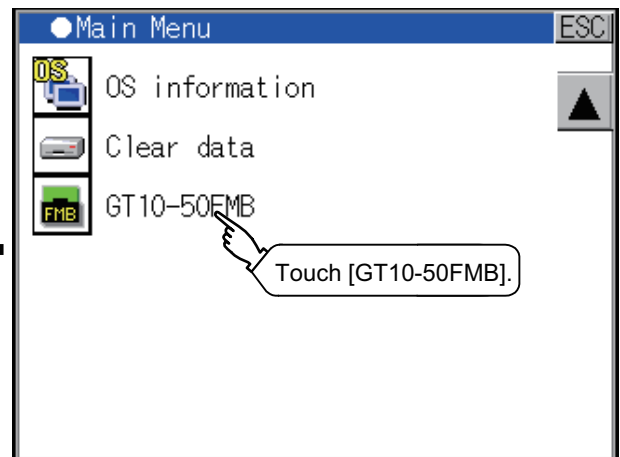 ●Main Menu ESC
OS
OS information
▲
Clear data
FMB
GT10-50FMB
Touch [GT10-50FMB].